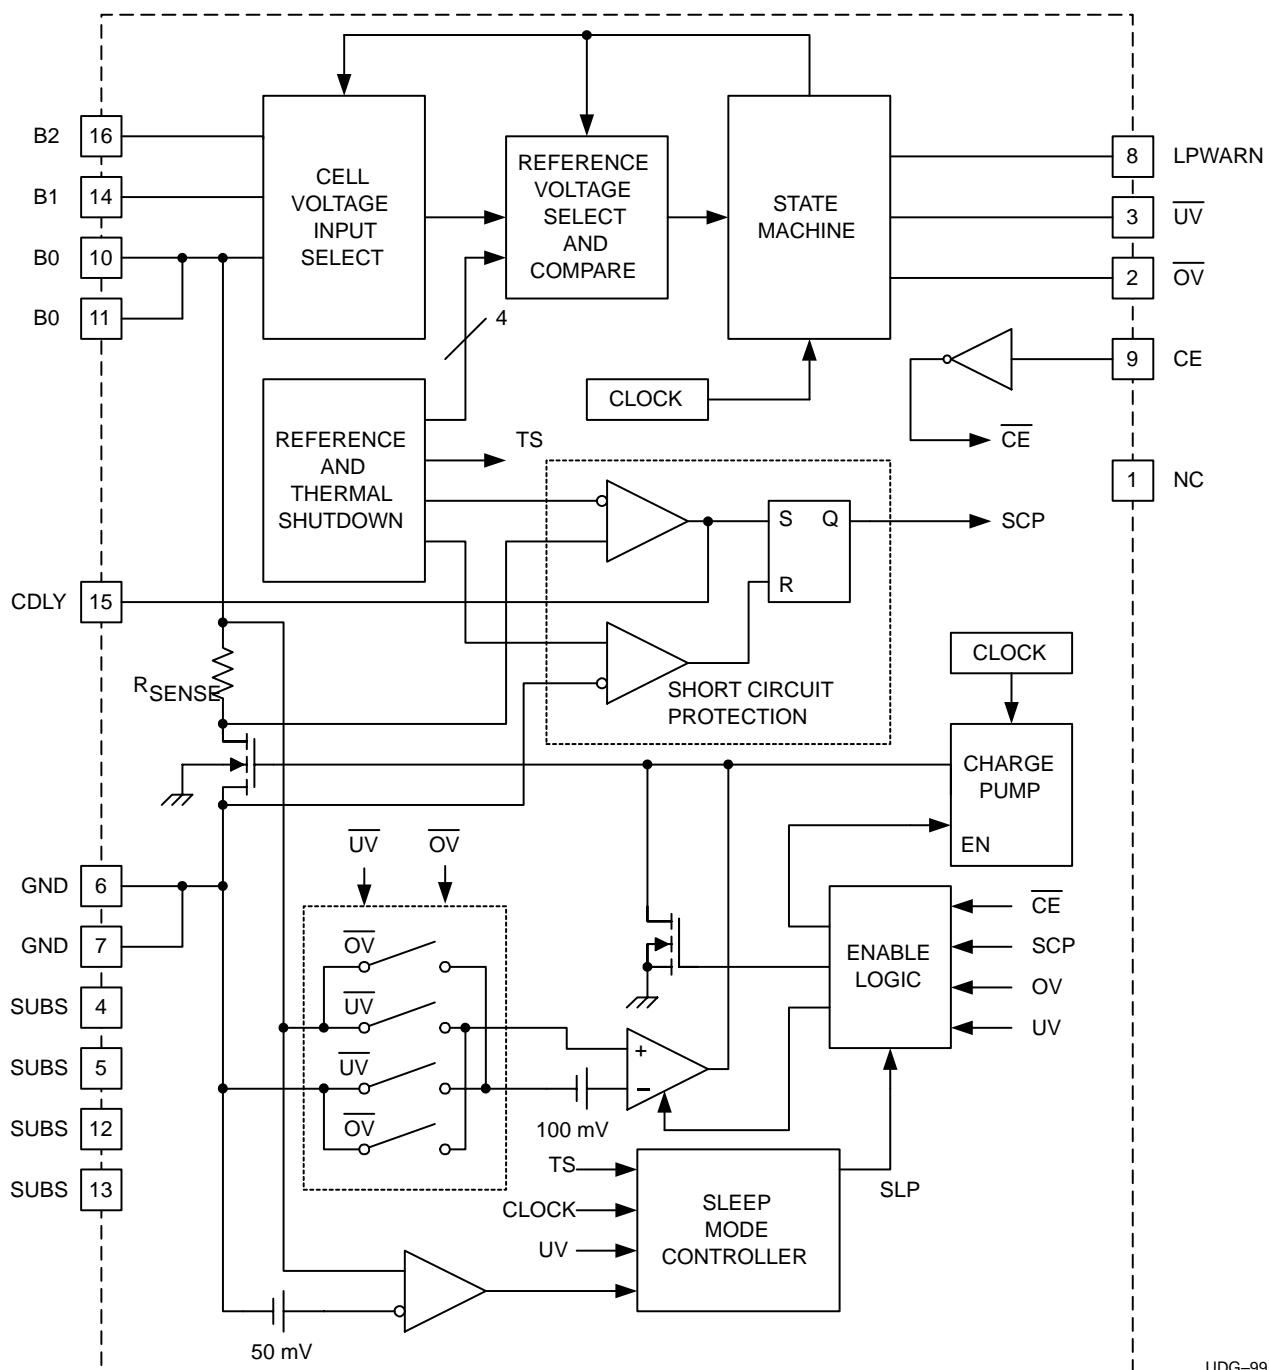 B2 16
B1 14
B0 10
B0 11
CELL
VOLTAGE
INPUT
SELECT
REFERENCE
VOLTAGE
SELECT
AND
COMPARE
STATE
MACHINE
8 LPWARN
3 UV
2 OV
9 CE
CE
1 NC
4
CLOCK
REFERENCE
AND
THERMAL
SHUTDOWN
TS
S Q
R
SCP
CDLY 15
SHORT CIRCUIT
PROTECTION
RSENSE
CLOCK
CHARGE
PUMP
EN
GND 6
GND 7
SUBS 4
SUBS 5
SUBS 12
SUBS 13
UV OV
OV
UV
UV
OV
ENABLE
LOGIC
CE
SCP
OV
UV
+
−
100 mV
TS
CLOCK
UV
SLEEP
MODE
CONTROLLER
SLP
50 mV
UDG–99